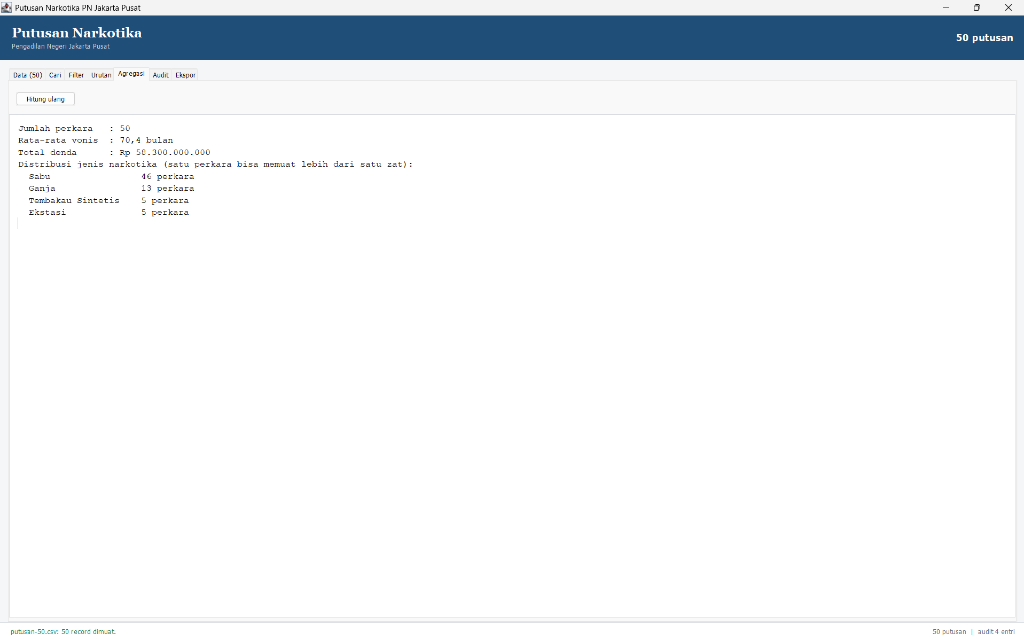 Putusan Narkotika PN Jakarta Pusat
Putusan Narkotika
Pengadilan Negeri Jakarta Pusat
50 putusan
Data (50) Cari Filter Urutan Agregasi Audit Ekspor
Hitung ulang
Jumlah perkara : 50
Rata-rata vonis : 70,4 bulan
Total denda : Rp 58.300.000.000
Distribusi jenis narkotika (satu perkara bisa memuat lebih dari satu zat):
Sabu 46 perkara
Ganja 13 perkara
Tembakau Sintetis 5 perkara
Ekstasi 5 perkara
putusan-50.csv: 50 record dimuat.
50 putusan | audit 4 entri